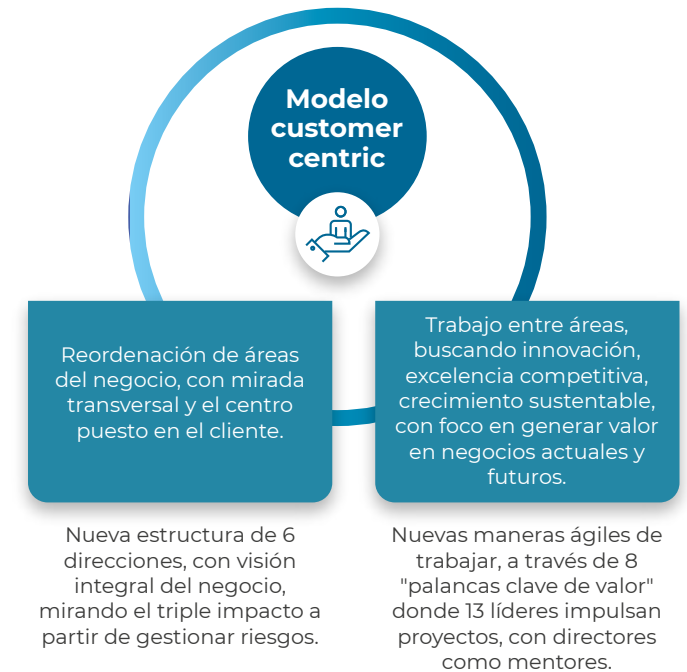 Modelo
customer
centric
Reordenación de áreas
del negocio, con mirada
transversal y el centro
puesto en el cliente.
Trabajo entre áreas,
buscando innovación,
excelencia competitiva,
crecimiento sustentable,
con foco en generar valor
en negocios actuales y
futuros.
Nueva estructura de 6
direcciones, con visión
integral del negocio,
mirando el triple impacto a
partir de gestionar riesgos.
Nuevas maneras ágiles de
trabajar, a través de 8
"palancas clave de valor"
donde 13 líderes impulsan
proyectos, con directores
como mentores.